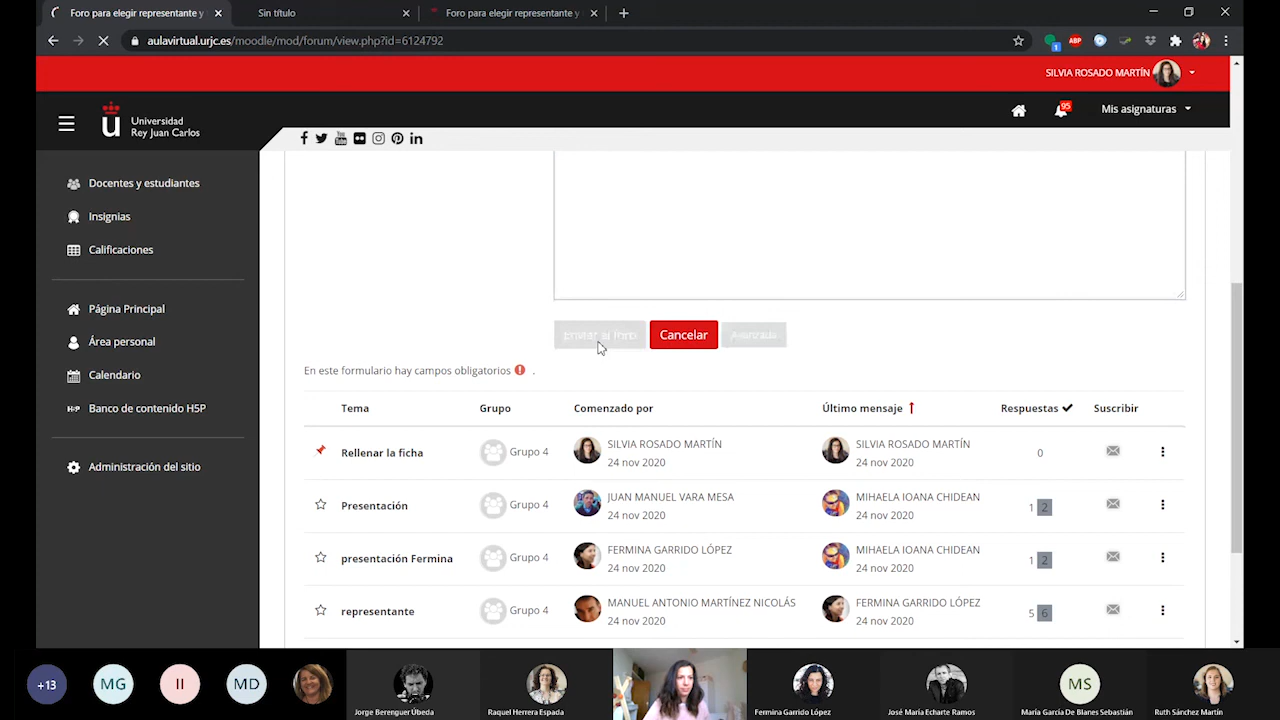 Foro para elegir representante y
Sin título
Foro para elegir representante y
aulavirtual.urjc.es/moodle/mod/forum/view.php?id=6124792
1
ABP
SILVIA ROSADO MARTÍN
u
Universidad
Rey Juan Carlos
95
Mis asignaturas
You
Tube
Docentes y estudiantes
Insignias
Calificaciones
Página Principal
Área personal
Calendario
H5P
Banco de contenido H5P
Administración del sitio
Cancelar
Avanzada
En este formulario hay campos obligatorios .
Tema
Grupo
Comenzado por
Último mensaje
Respuestas
Suscribir
Rellenar la ficha
Grupo 4
SILVIA ROSADO MARTÍN
24 nov 2020
SILVIA ROSADO MARTÍN
24 nov 2020
0
Presentación
Grupo 4
JUAN MANUEL VARA MESA
24 nov 2020
MIHAELA IOANA CHIDEAN
24 nov 2020
1 2
presentación Fermina
Grupo 4
FERMINA GARRIDO LÓPEZ
24 nov 2020
MIHAELA IOANA CHIDEAN
24 nov 2020
1 2
representante
Grupo 4
MANUEL ANTONIO MARTÍNEZ NICOLÁS
24 nov 2020
FERMINA GARRIDO LÓPEZ
24 nov 2020
5 6
+13
MG
II
MD
Jorge Berenguer Úbeda
Raquel Herrera Espada
Fermina Garrido López
José María Echarte Ramos
MS
María García De Blanes Sebastián
Ruth Sánchez Martín